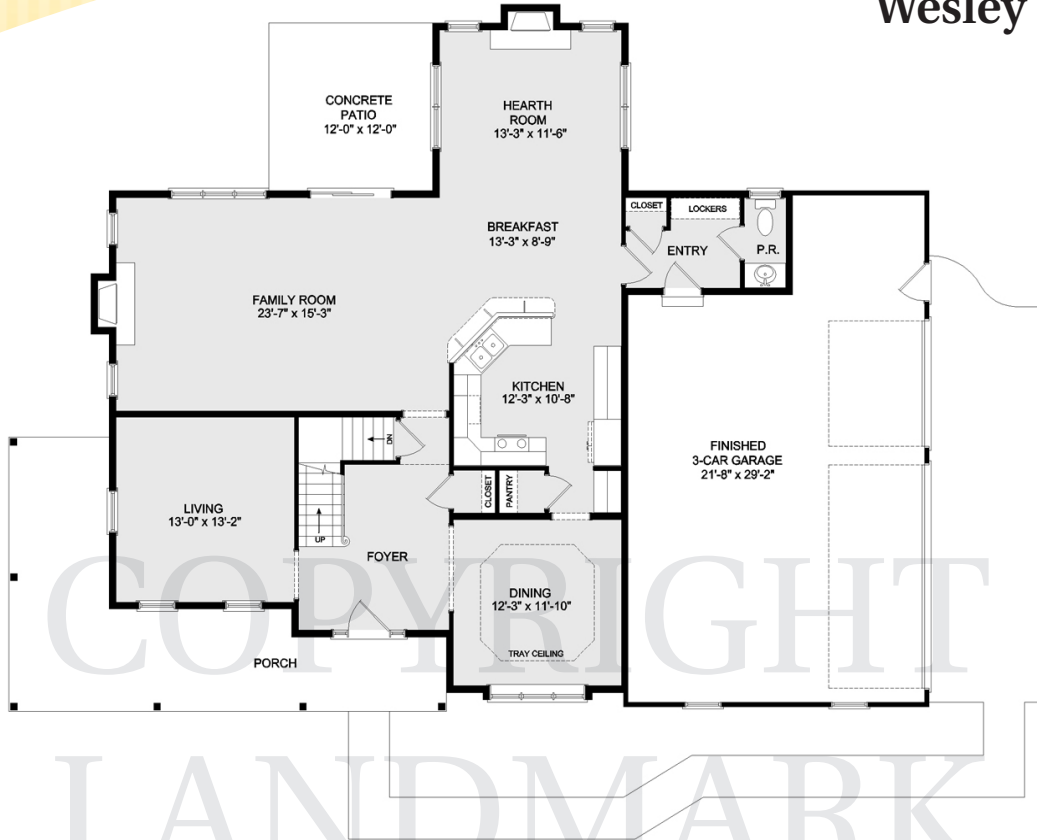 Wesley
CONCRETE
PATIO
12'-0" x 12'-0"
HEARTH
ROOM
13'-3" x 11'-6"
BREAKFAST
13'-3" x 8'-9"
CLOSET
LOCKERS
ENTRY
P.R.
FAMILY ROOM
23'-7" x 15'-3"
KITCHEN
12'-3" x 10'-8"
DN
FINISHED
3-CAR GARAGE
21'-8" x 29'-2"
LIVING
13'-0" x 13'-2"
UP
CLOSET
PANTRY
FOYER
DINING
12'-3" x 11'-10"
TRAY CEILING
PORCH
COPYRIGHT
LANDMARK